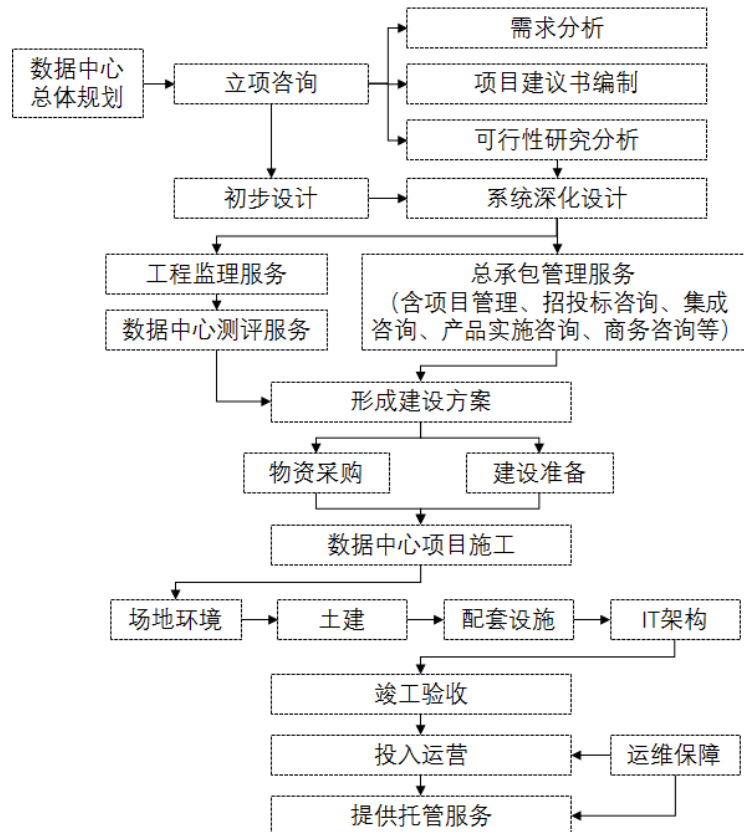 需求分析
数据中心
总体规划
立项咨询
项目建议书编制
可行性研究分析
初步设计
系统深化设计
工程监理服务
总承包管理服务
（含项目管理、招投标咨询、集成
咨询、产品实施咨询、商务咨询等）
数据中心测评服务
形成建设方案
物资采购
建设准备
数据中心项目施工
场地环境
土建
配套设施
IT架构
竣工验收
投入运营
运维保障
提供托管服务